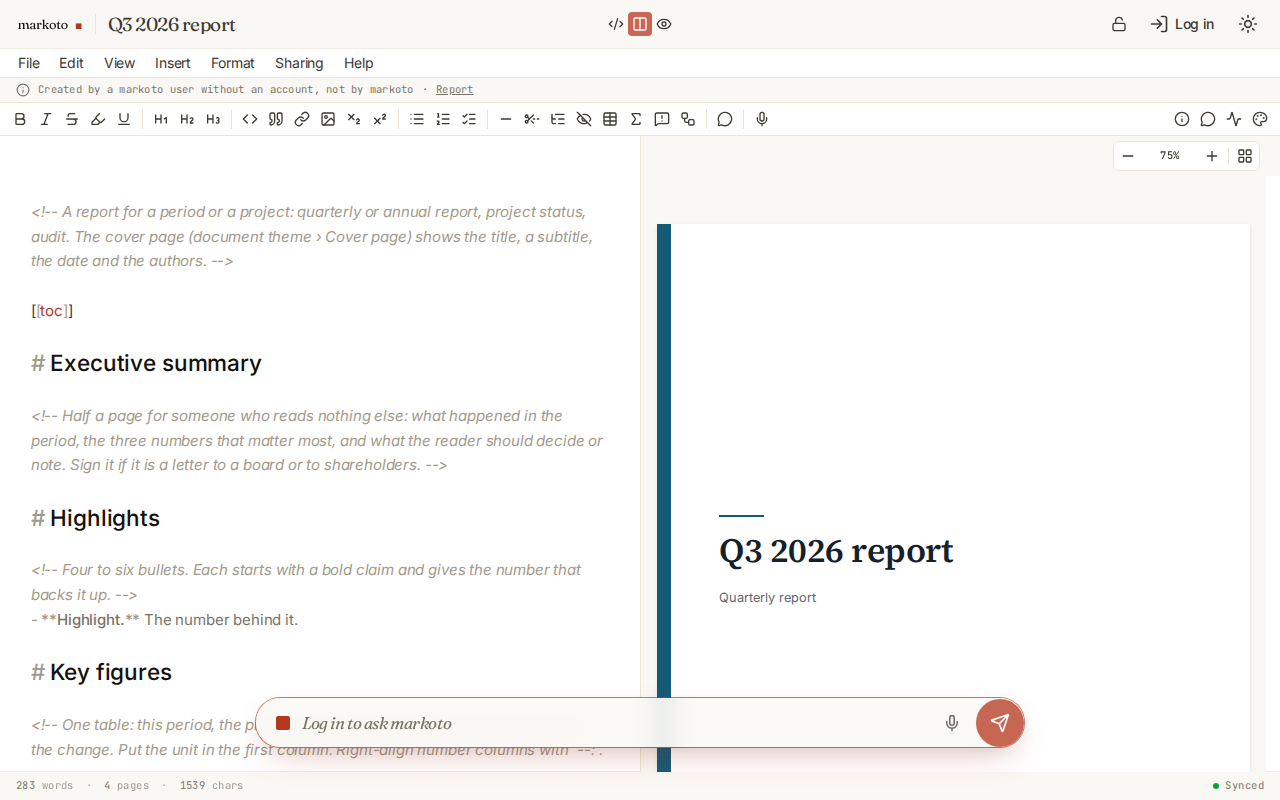 markoto
Q3 2026 report
Log in
File Edit View Insert Format Sharing Help
Created by a markoto user without an account, not by markoto · Report
H1 H2 H3
75%
<!-- A report for a period or a project: quarterly or annual report, project status,
audit. The cover page (document theme › Cover page) shows the title, a subtitle,
the date and the authors. -->
[[toc]]
# Executive summary
<!-- Half a page for someone who reads nothing else: what happened in the
period, the three numbers that matter most, and what the reader should decide or
note. Sign it if it is a letter to a board or to shareholders. -->
# Highlights
<!-- Four to six bullets. Each starts with a bold claim and gives the number that
backs it up. -->
- **Highlight.** The number behind it.
# Key figures
<!-- One table: this period, the
the change. Put the unit in the first column. Right-align number columns with
Q3 2026 report
Quarterly report
Log in to ask markoto
283 words · 4 pages · 1539 chars
Synced